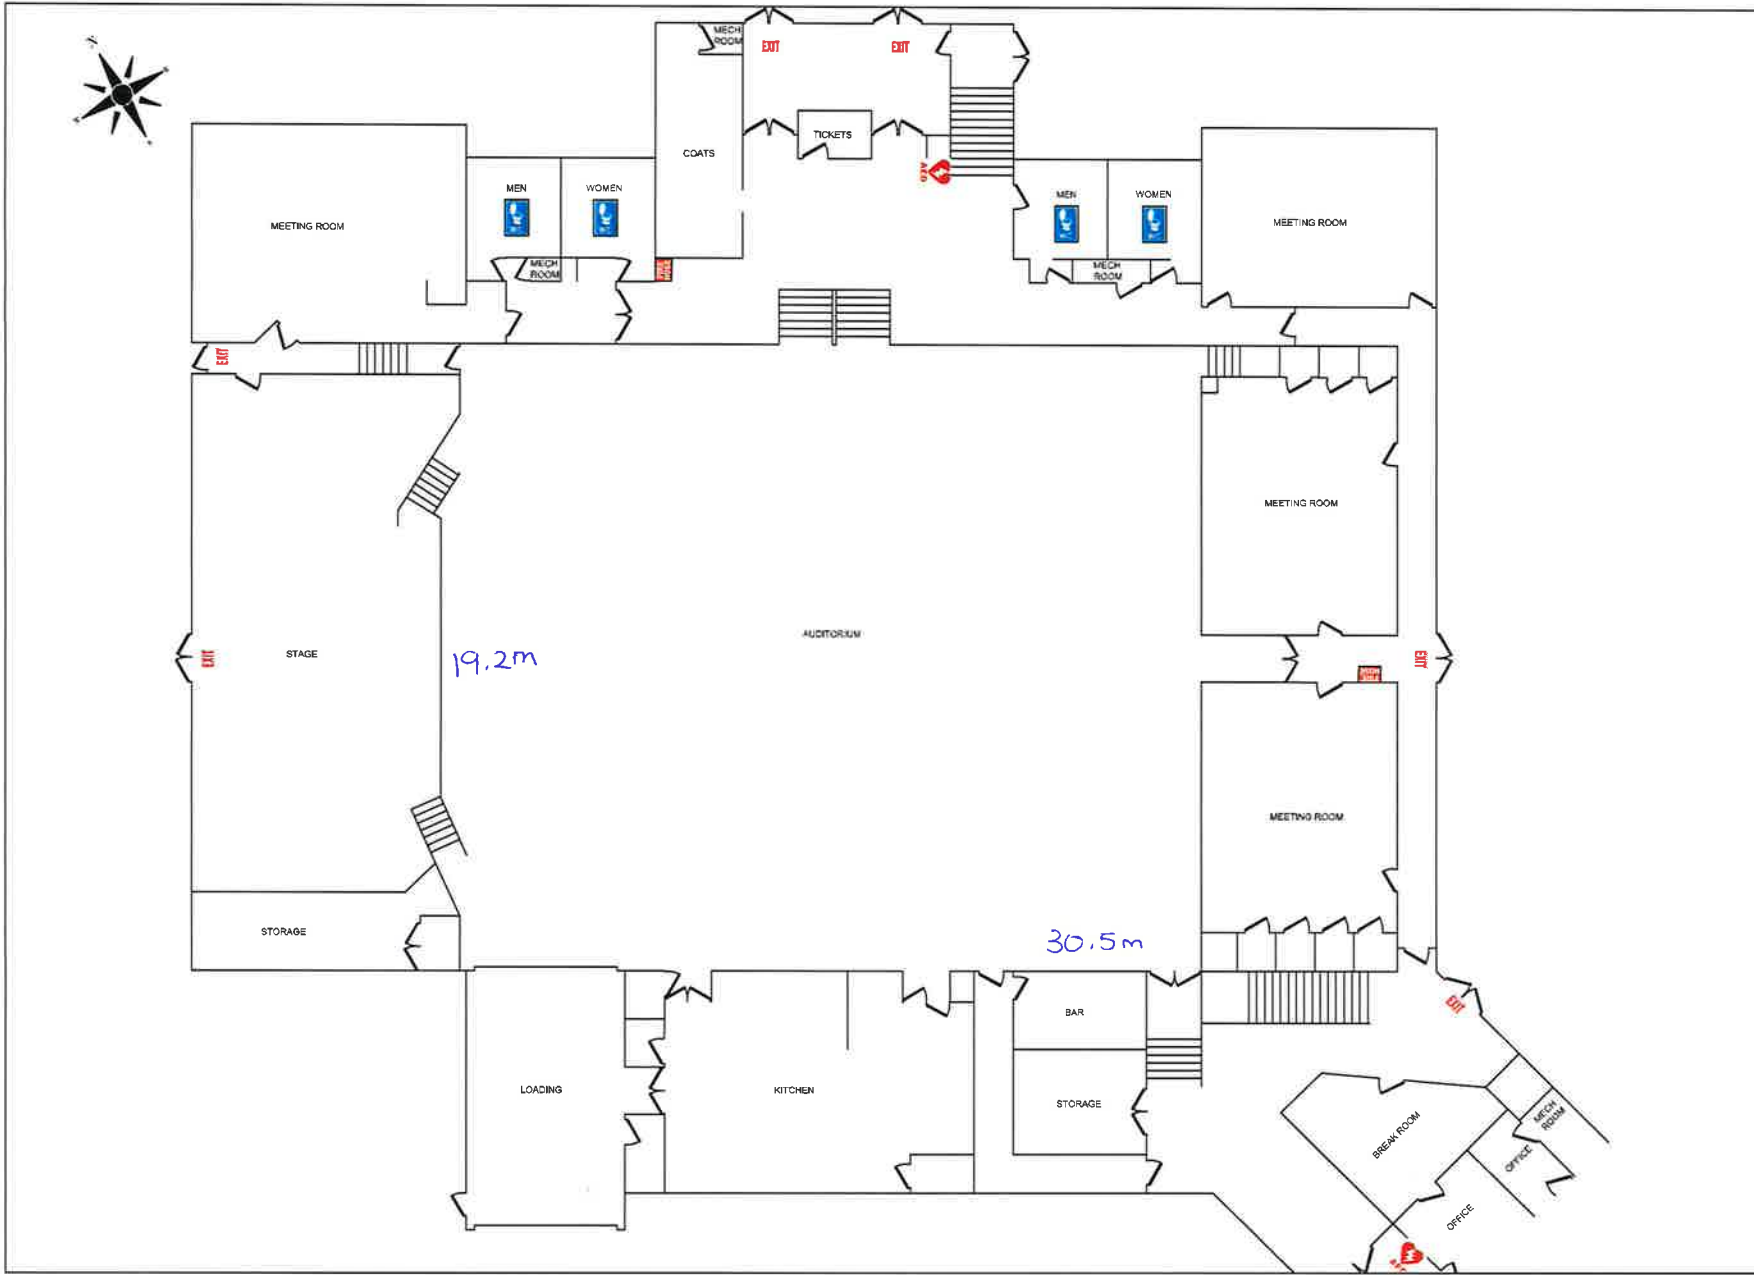 MECH
ROOM
EXIT
EXIT
TICKETS
COATS
AED
MEN
WOMEN
MEN
WOMEN
MEETING ROOM
MEETING ROOM
MECH
ROOM
MECH
ROOM
EXIT
MEETING ROOM
AUDITORIUM
STAGE
EXIT
19.2m
EXIT
MEETING ROOM
STORAGE
30.5m
EXIT
BAR
LOADING
KITCHEN
STORAGE
MECH
ROOM
BREAK ROOM
OFFICE
OFFICE